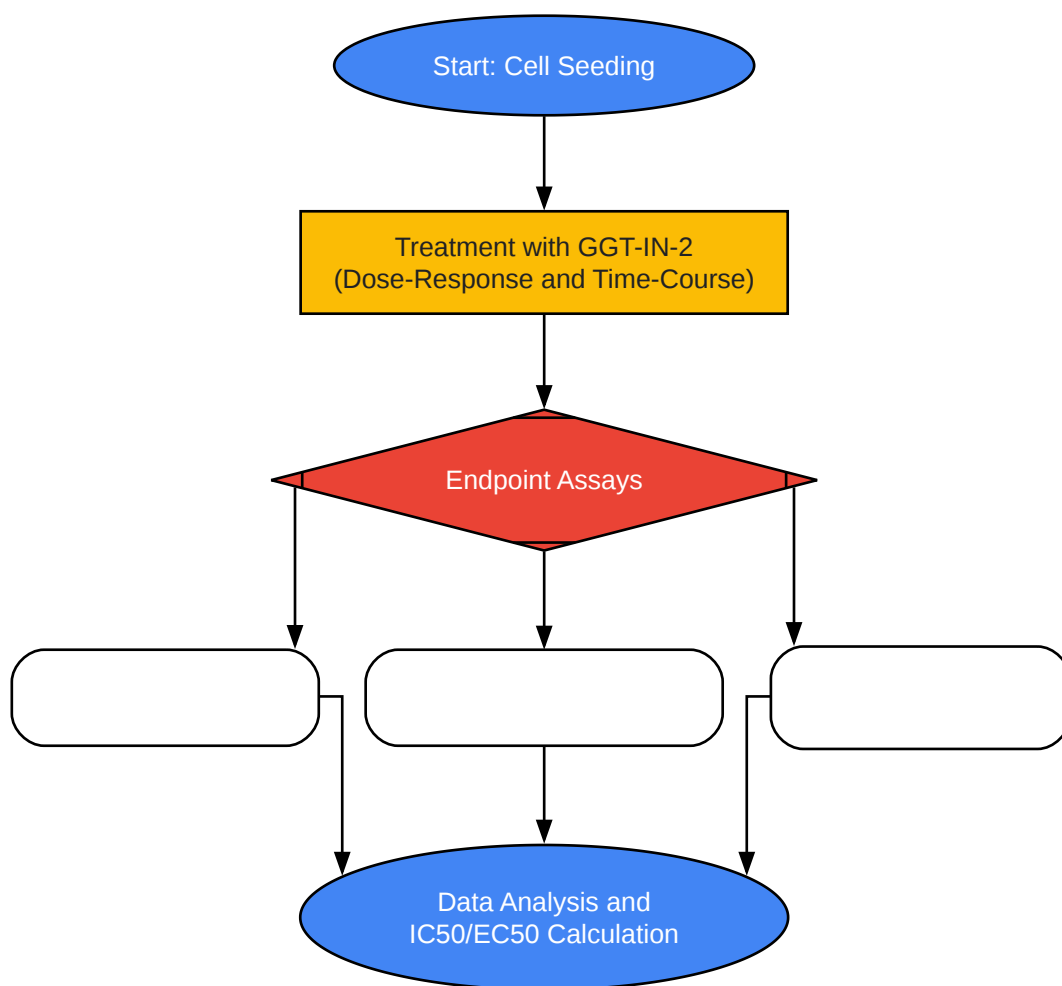 Start: Cell Seeding
Treatment with GGT-IN-2
(Dose-Response and Time-Course)
Endpoint Assays
Data Analysis and
IC50/EC50 Calculation